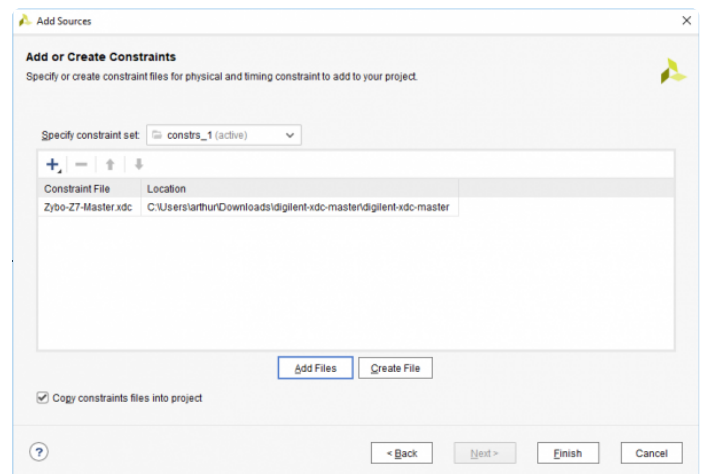 Add Sources
Add or Create Constraints
Specify or create constraint files for physical and timing constraint to add to your project.
Specify constraint set: constrs_1 (active)
Constraint File Location
Zybo-Z7-Master.xdc C:\Users\arthur\Downloads\digilent-xdc-master\digilent-xdc-master
Add Files Create File
Copy constraints files into project
? < Back Next > Finish Cancel